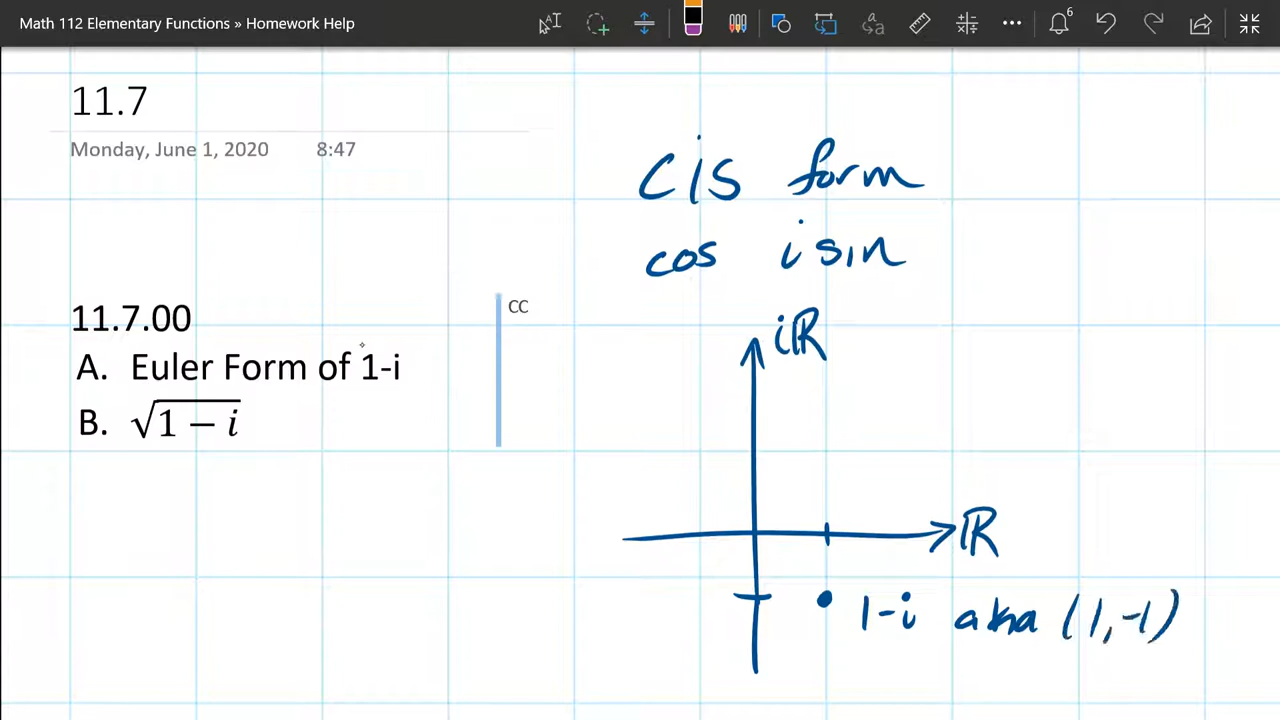 Math 112 Elementary Functions » Homework Help
6
11.7
Monday, June 1, 2020 8:47
11.7.00
A. Euler Form of 1-i
B. √1 − i
CC
cis form
cos i sin
iℝ
ℝ
1-i aka (1,-1)